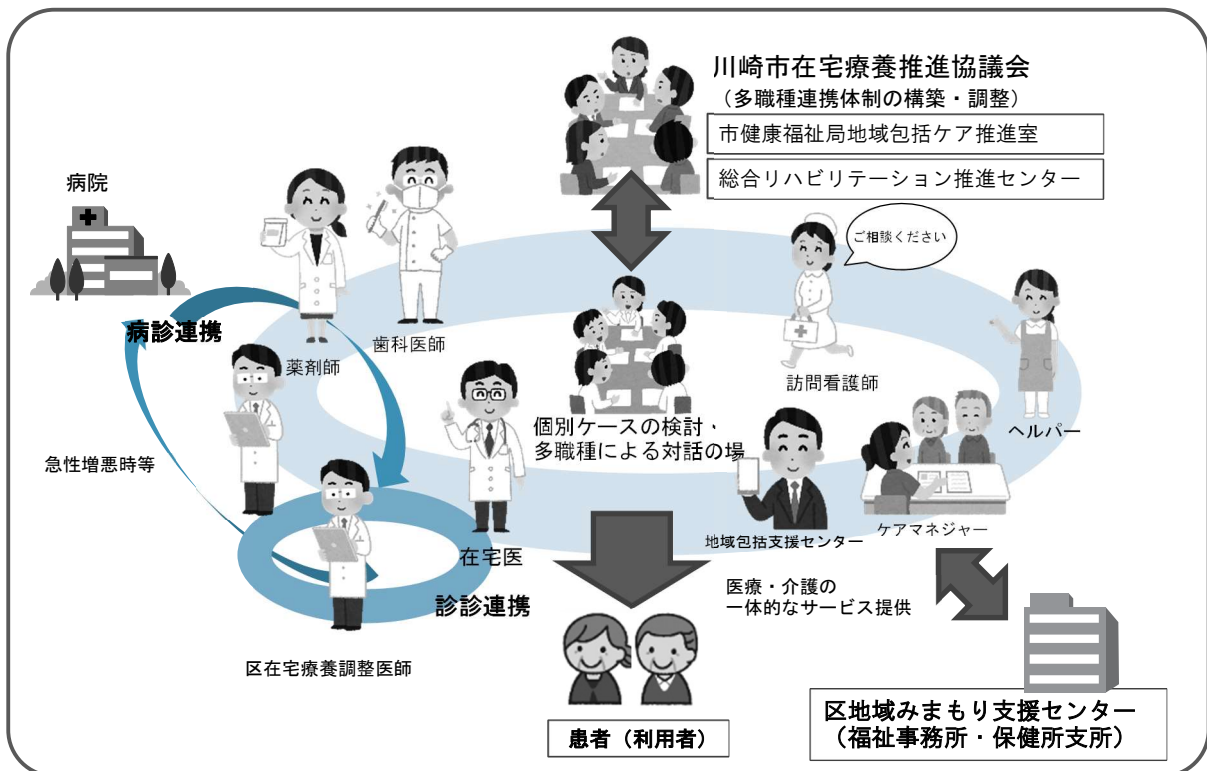 川崎市在宅療養推進協議会
（多職種連携体制の構築・調整）
市健康福祉局地域包括ケア推進室
総合リハビリテーション推進センター
病院
ご相談ください
病診連携
薬剤師
歯科医師
訪問看護師
ヘルパー
個別ケースの検討・
多職種による対話の場
急性増悪時等
在宅医
地域包括支援センター
ケアマネジャー
診診連携
医療・介護の
一体的なサービス提供
区在宅療養調整医師
患者（利用者）
区地域みまもり支援センター
（福祉事務所・保健所支所）